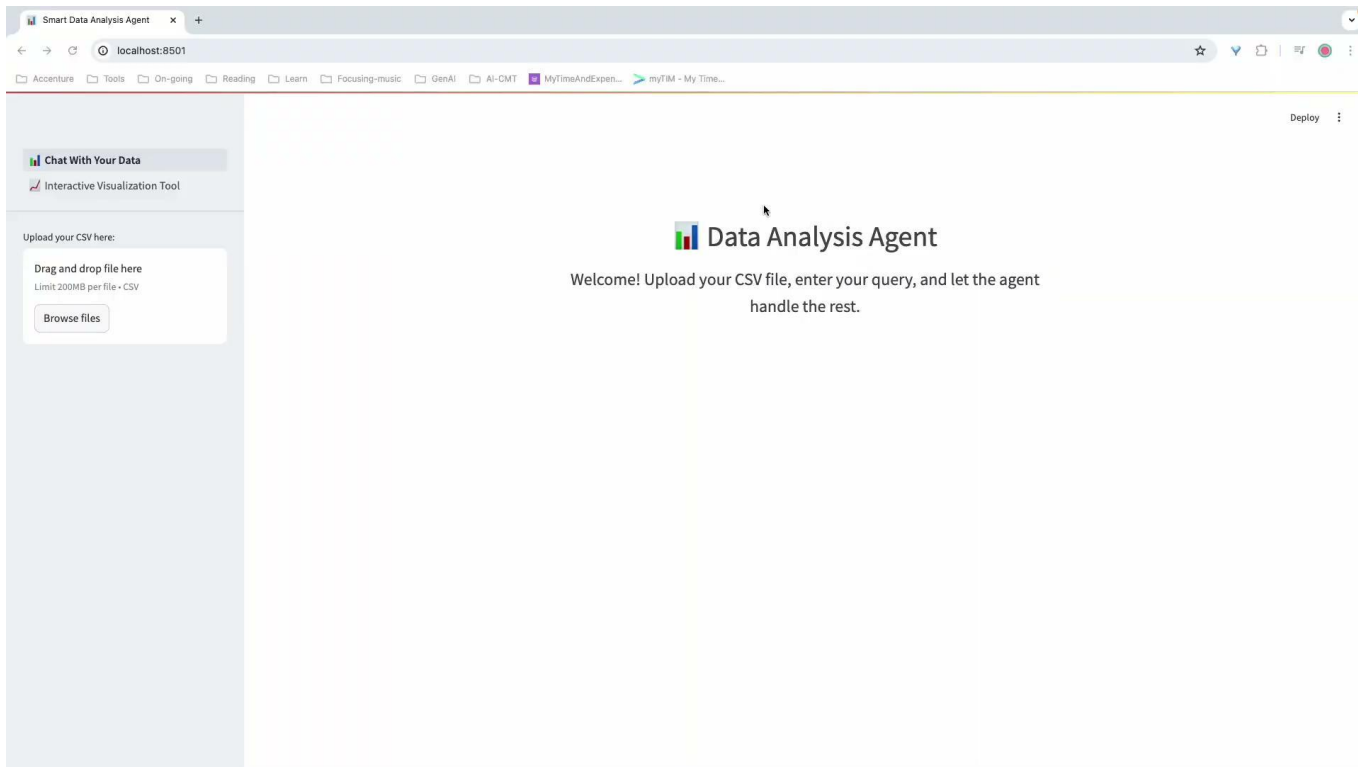 Smart Data Analysis Agent
localhost:8501
Accenture Tools On-going Reading Learn Focusing-music GenAI AI-CMT MyTimeAndExpen... myTIM - My Time...
Deploy
Chat With Your Data
Interactive Visualization Tool
Upload your CSV here:
Drag and drop file here
Limit 200MB per file • CSV
Browse files
Data Analysis Agent
Welcome! Upload your CSV file, enter your query, and let the agent
handle the rest.